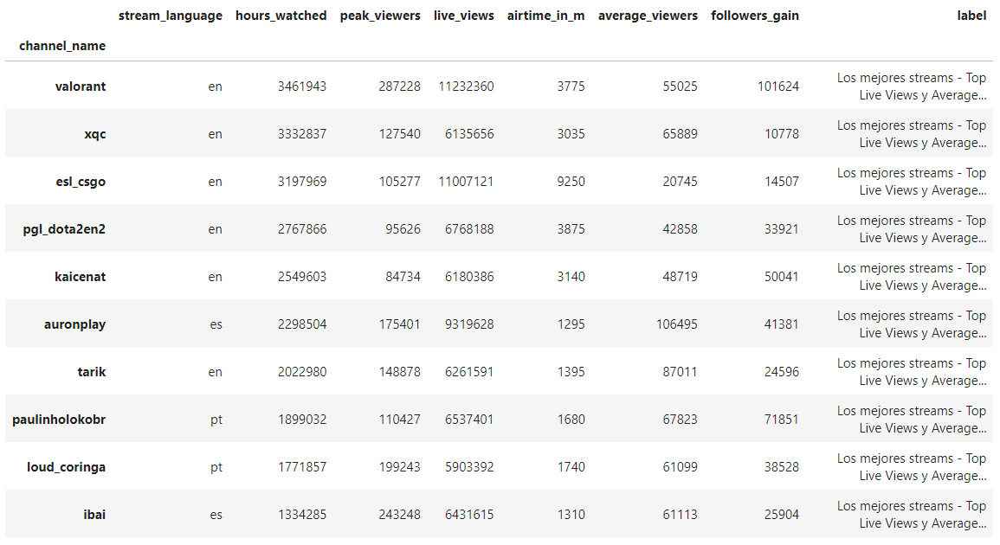 stream_language hours_watched peak_viewers live_views airtime_in_m average_viewers followers_gain label
channel_name
valorant en 3461943 287228 11232360 3775 55025 101624 Los mejores streams - Top
Live Views y Average...
xqc en 3332837 127540 6135656 3035 65889 10778 Los mejores streams - Top
Live Views y Average...
esl_csgo en 3197969 105277 11007121 9250 20745 14507 Los mejores streams - Top
Live Views y Average...
pgl_dota2en2 en 2767866 95626 6768188 3875 42858 33921 Los mejores streams - Top
Live Views y Average...
kaicenat en 2549603 84734 6180386 3140 48719 50041 Los mejores streams - Top
Live Views y Average...
auronplay es 2298504 175401 9319628 1295 106495 41381 Los mejores streams - Top
Live Views y Average...
tarik en 2022980 148878 6261591 1395 87011 24596 Los mejores streams - Top
Live Views y Average...
paulinholokobr pt 1899032 110427 6537401 1680 67823 71851 Los mejores streams - Top
Live Views y Average...
loud_coringa pt 1771857 199243 5903392 1740 61099 38528 Los mejores streams - Top
Live Views y Average...
ibai es 1334285 243248 6431615 1310 61113 25904 Los mejores streams - Top
Live Views y Average...